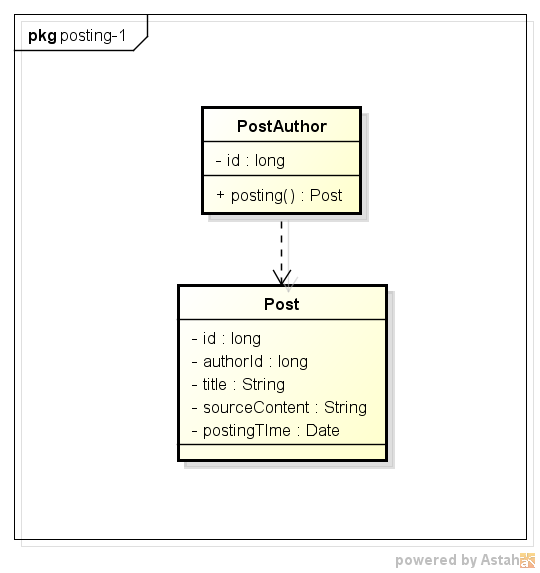 pkg posting-1
PostAuthor
- id : long
+ posting() : Post
Post
- id : long
- authorId : long
- title : String
- sourceContent : String
- postingTIme : Date
powered by Astah